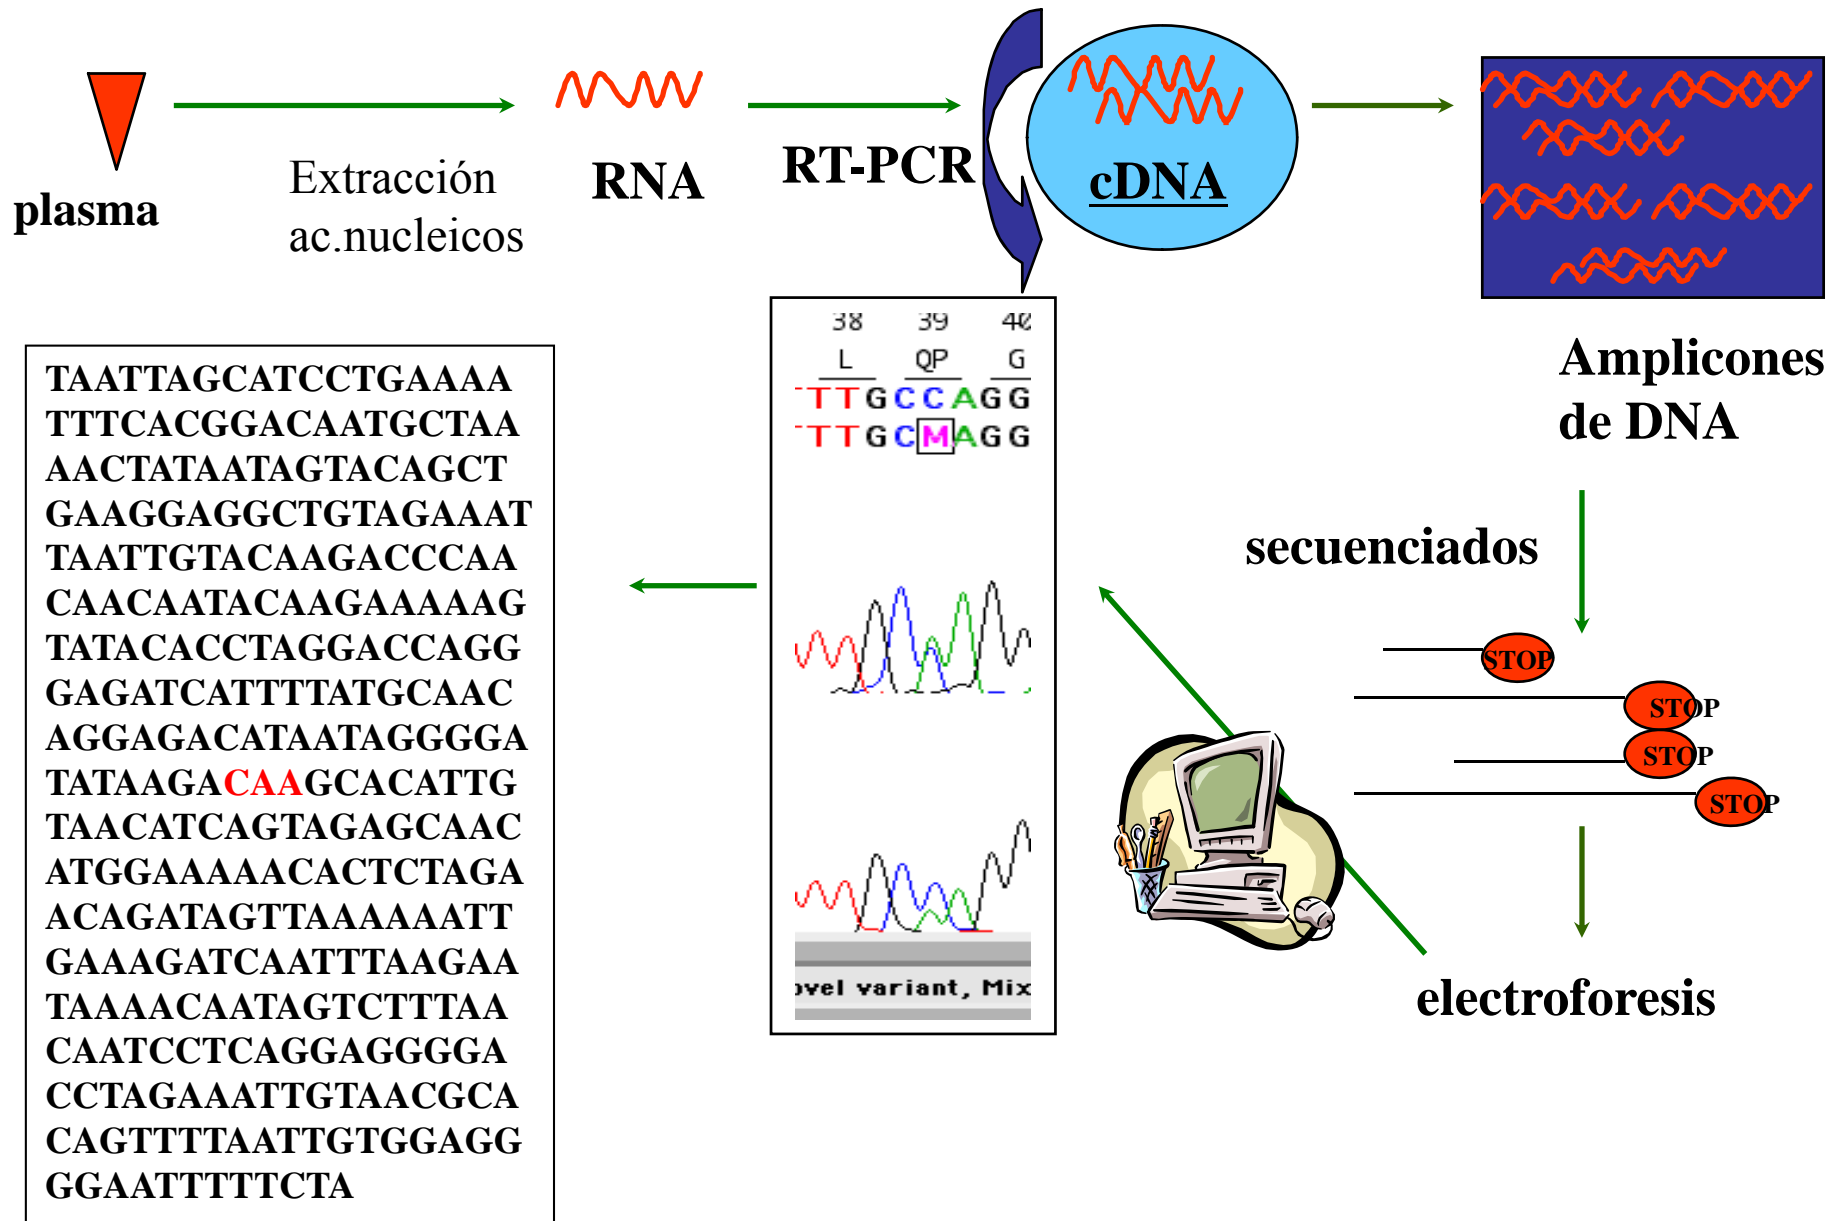 plasma
Extracción
ac.nucleicos
RNA
RT-PCR
cDNA
Amplicones
de DNA
secuenciados
STOP
STOP
STOP
STOP
electroforesis
38 39 40
L QP G
TTGCCAGG
TTGCMAGG
ovel variant, Mix
TAATTAGCATCCTGAAAA
TTTCACGGACAATGCTAA
AACTATAATAGTACAGCT
GAAGGAGGCTGTAGAAAT
TAATTGTACAAGACCCAA
CAACAATACAAGAAAAAG
TATACACCTAGGACCAGG
GAGATCATTTTATGCAAC
AGGAGACATAATAGGGGA
TATAAGACAAGCACATTG
TAACATCAGTAGAGCAAC
ATGGAAAAACACTCTAGA
ACAGATAGTTAAAAAATT
GAAAGATCAATTTAAGAA
TAAAACAATAGTCTTTAA
CAATCCTCAGGAGGGGA
CCTAGAAATTGTAACGCA
CAGTTTTAATTGTGGAGG
GGAATTTTTCTA